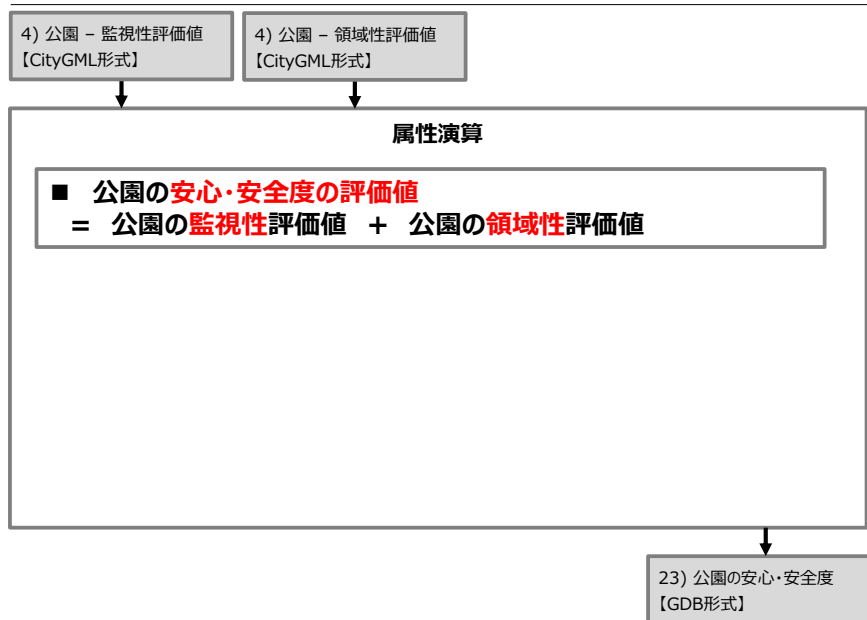 4) 公園 – 監視性評価値
【CityGML形式】
4) 公園 – 領域性評価値
【CityGML形式】
属性演算
■ 公園の安心・安全度の評価値
= 公園の監視性評価値 + 公園の領域性評価値
23) 公園の安心・安全度
【GDB形式】